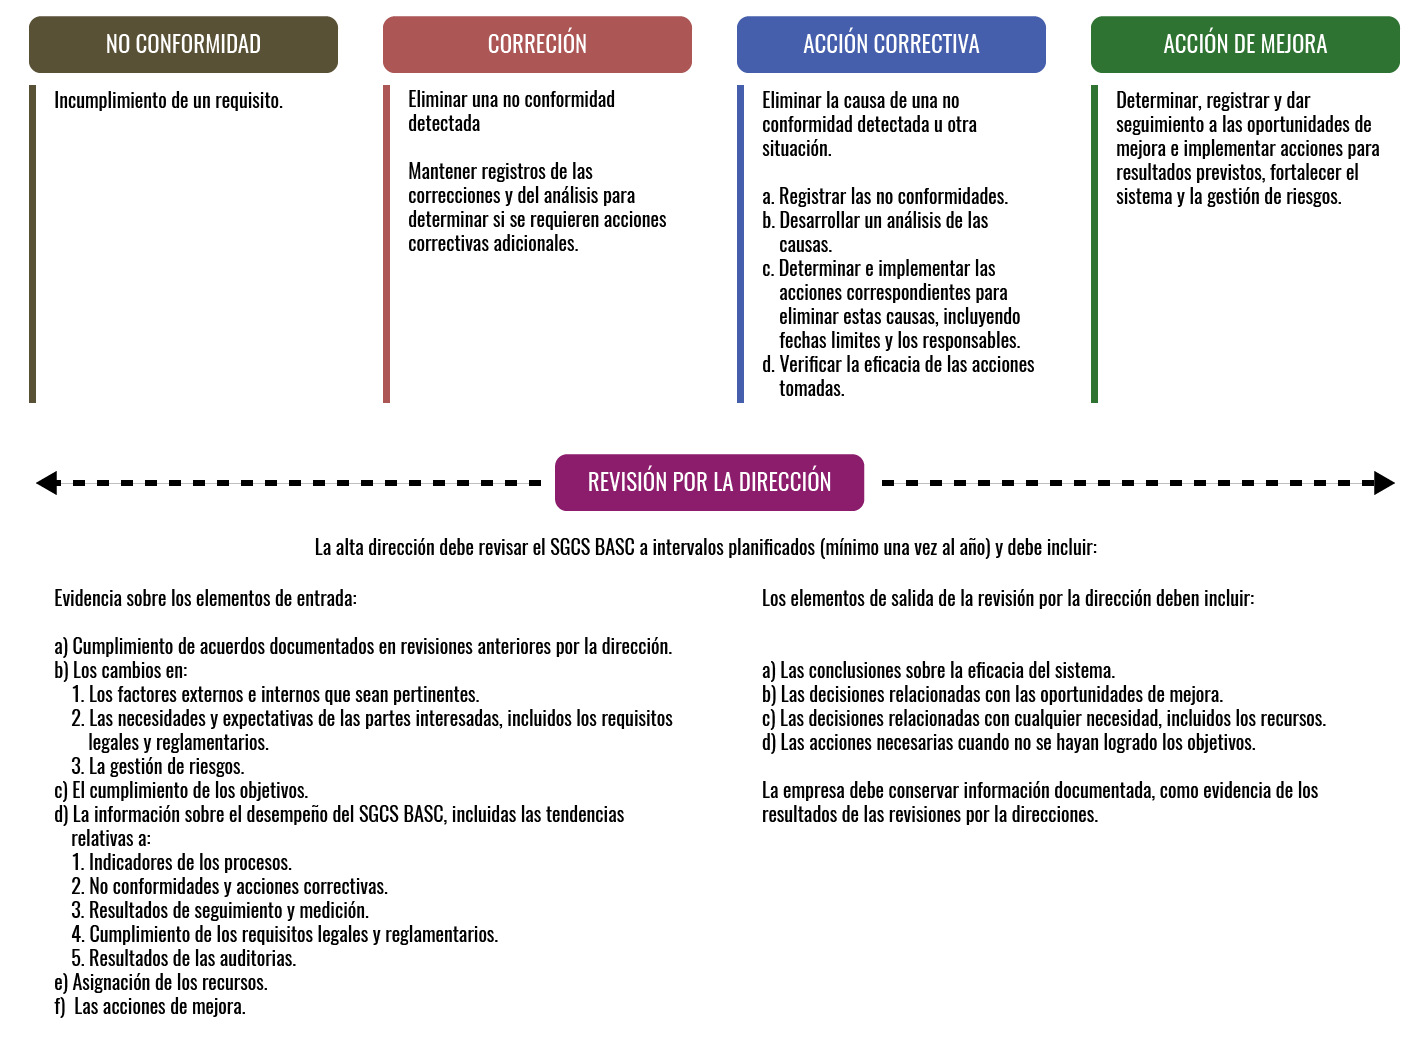 NO CONFORMIDAD
Incumplimiento de un requisito.
CORRECIÓN
Eliminar una no conformidad
detectada
Mantener registros de las
correcciones y del análisis para
determinar si se requieren acciones
correctivas adicionales.
ACCIÓN CORRECTIVA
Eliminar la causa de una no
conformidad detectada u otra
situación.
a. Registrar las no conformidades.
b. Desarrollar un análisis de las
causas.
c. Determinar e implementar las
acciones correspondientes para
eliminar estas causas, incluyendo
fechas limites y los responsables.
d. Verificar la eficacia de las acciones
tomadas.
ACCIÓN DE MEJORA
Determinar, registrar y dar
seguimiento a las oportunidades de
mejora e implementar acciones para
resultados previstos, fortalecer el
sistema y la gestión de riesgos.
REVISIÓN POR LA DIRECCIÓN
La alta dirección debe revisar el SGCS BASC a intervalos planificados (mínimo una vez al año) y debe incluir:
Evidencia sobre los elementos de entrada:
a) Cumplimiento de acuerdos documentados en revisiones anteriores por la dirección.
b) Los cambios en:
1. Los factores externos e internos que sean pertinentes.
2. Las necesidades y expectativas de las partes interesadas, incluidos los requisitos
legales y reglamentarios.
3. La gestión de riesgos.
c) El cumplimiento de los objetivos.
d) La información sobre el desempeño del SGCS BASC, incluidas las tendencias
relativas a:
1. Indicadores de los procesos.
2. No conformidades y acciones correctivas.
3. Resultados de seguimiento y medición.
4. Cumplimiento de los requisitos legales y reglamentarios.
5. Resultados de las auditorias.
e) Asignación de los recursos.
f) Las acciones de mejora.
Los elementos de salida de la revisión por la dirección deben incluir:
a) Las conclusiones sobre la eficacia del sistema.
b) Las decisiones relacionadas con las oportunidades de mejora.
c) Las decisiones relacionadas con cualquier necesidad, incluidos los recursos.
d) Las acciones necesarias cuando no se hayan logrado los objetivos.
La empresa debe conservar información documentada, como evidencia de los
resultados de las revisiones por la direcciones.